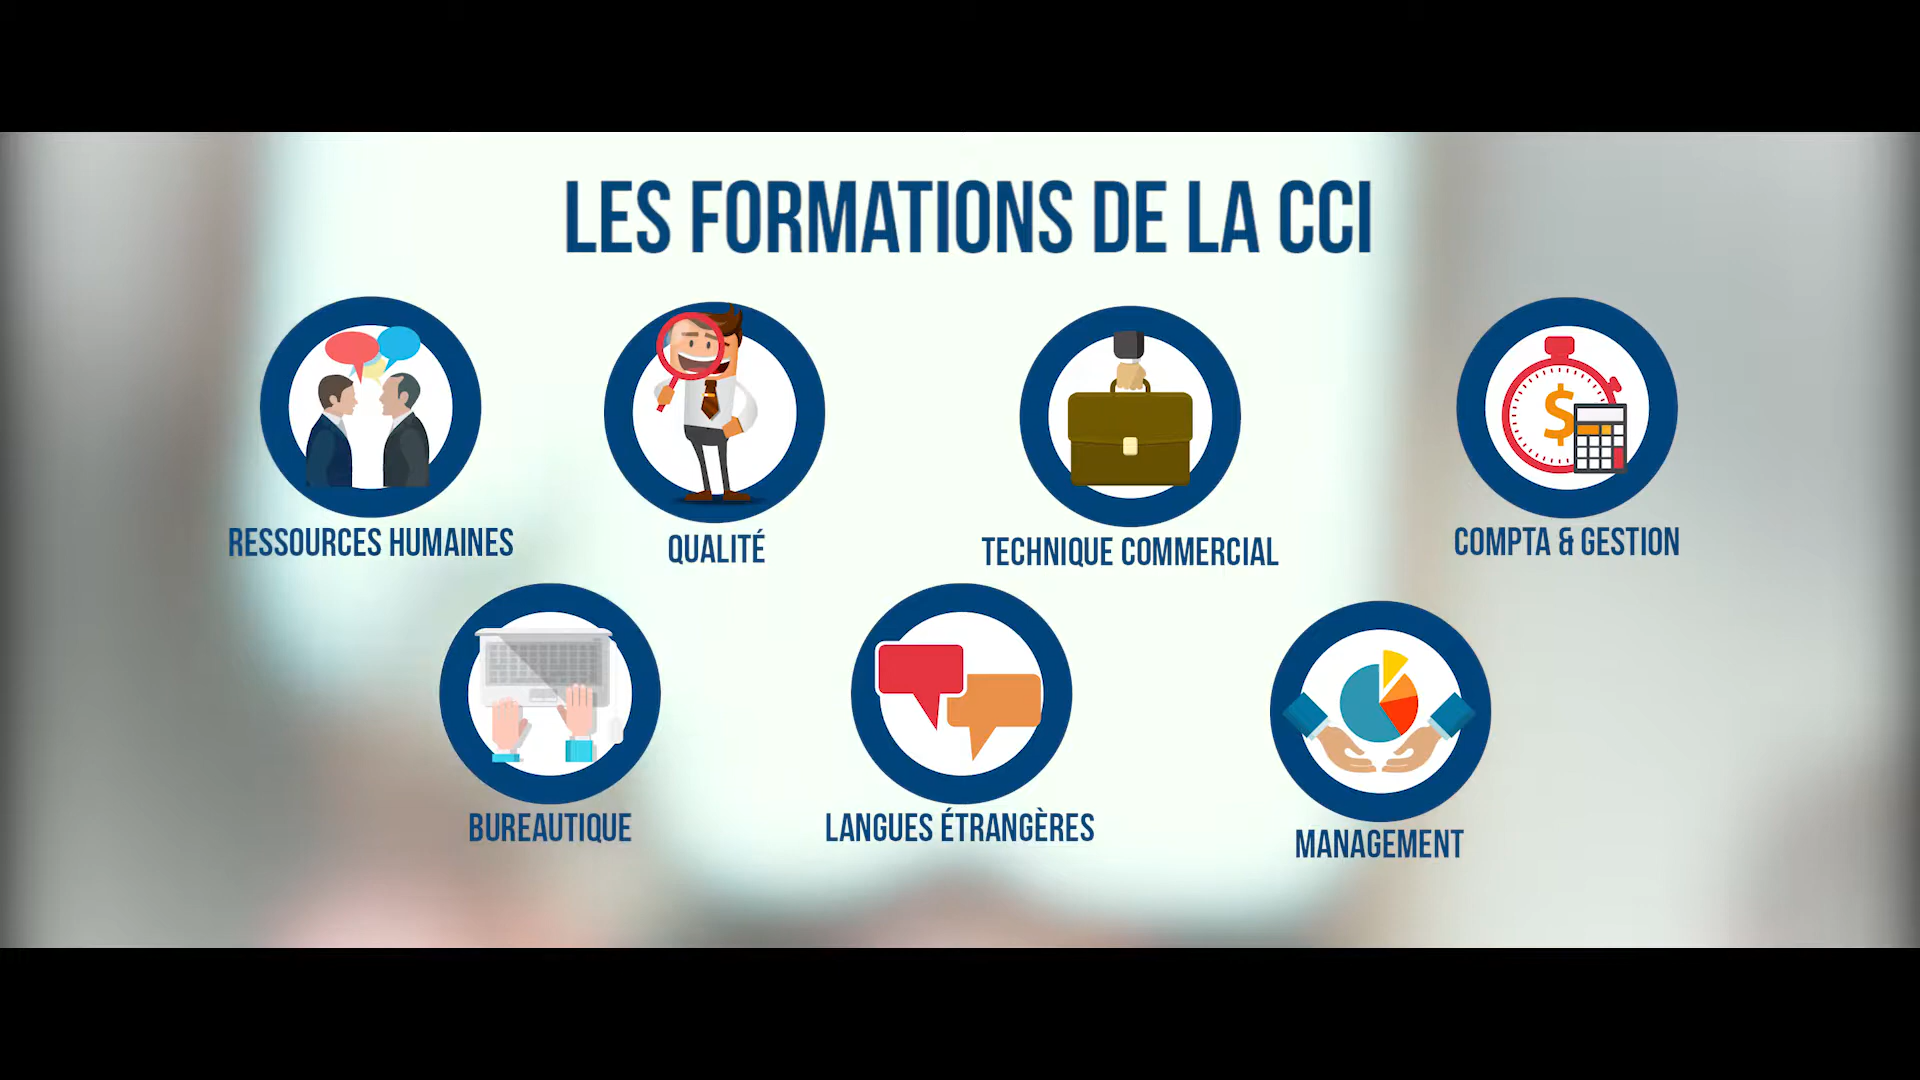 LES FORMATIONS DE LA CCI
RESSOURCES HUMAINES
QUALITÉ
TECHNIQUE COMMERCIAL
COMPTA & GESTION
BUREAUTIQUE
LANGUES ÉTRANGÈRES
MANAGEMENT